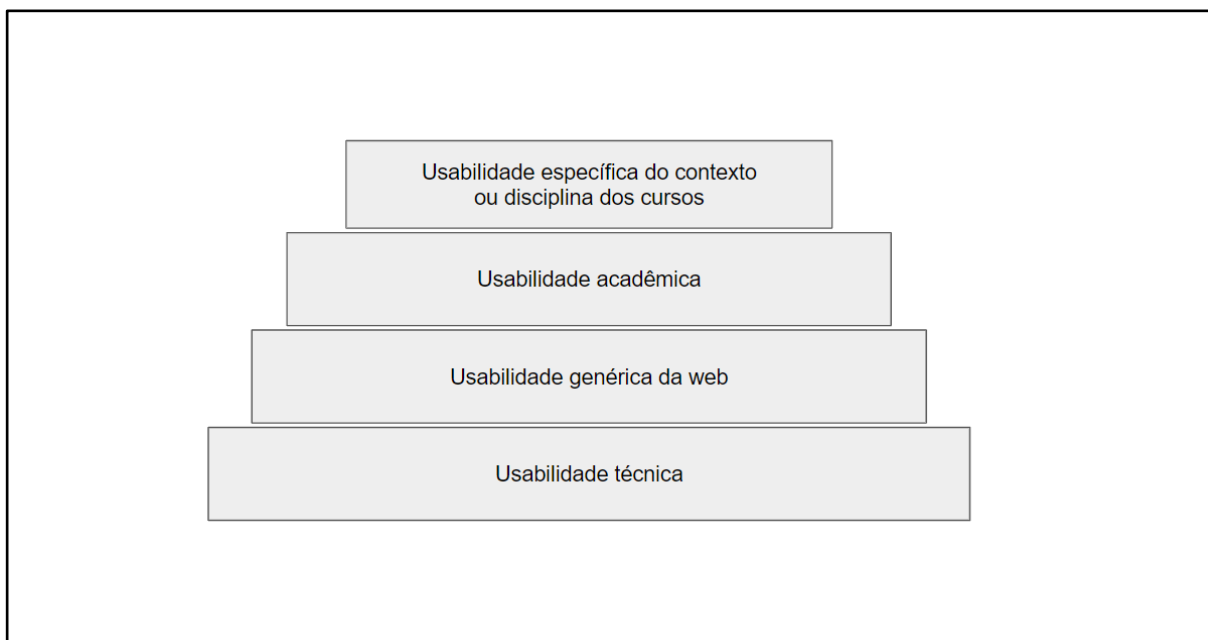 Usabilidade específica do contexto
ou disciplina dos cursos
Usabilidade acadêmica
Usabilidade genérica da web
Usabilidade técnica